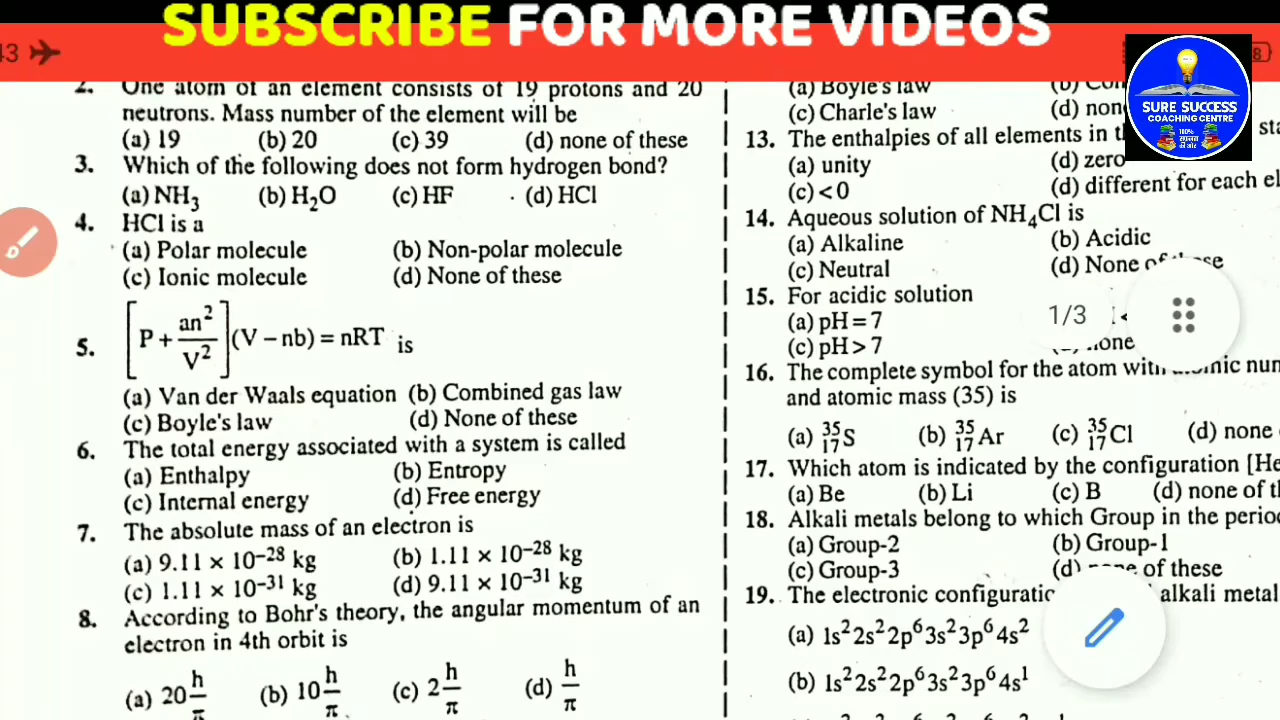 SUBSCRIBE FOR MORE VIDEOS
43
8
SURE SUCCESS
COACHING CENTRE
100%
2. One atom of an element consists of 19 protons and 20
neutrons. Mass number of the element will be
(a) 19 (b) 20 (c) 39 (d) none of these
3. Which of the following does not form hydrogen bond?
(a) NH₃ (b) H₂O (c) HF (d) HCl
4. HCl is a
(a) Polar molecule (b) Non-polar molecule
(c) Ionic molecule (d) None of these
5. [P + an²/V²](V – nb) = nRT is
(a) Van der Waals equation (b) Combined gas law
(c) Boyle's law (d) None of these
6. The total energy associated with a system is called
(a) Enthalpy (b) Entropy
(c) Internal energy (d) Free energy
7. The absolute mass of an electron is
(a) 9.11 × 10⁻²⁸ kg (b) 1.11 × 10⁻²⁸ kg
(c) 1.11 × 10⁻³¹ kg (d) 9.11 × 10⁻³¹ kg
8. According to Bohr's theory, the angular momentum of an
electron in 4th orbit is
(a) 20 h/π (b) 10 h/π (c) 2 h/π (d) h/π
(a) Boyle's law (b)
(c) Charle's law (d)
13. The enthalpies of all elements in
(a) unity (d) zero
(c) < 0 (d) different for each
14. Aqueous solution of NH₄Cl is
(a) Alkaline (b) Acidic
(c) Neutral (d) None
15. For acidic solution
(a) pH = 7
(c) pH > 7
1/3
16. The complete symbol for the atom with
and atomic mass (35) is
(a) ³⁵₁₇S (b) ³⁵₁₇Ar (c) ³⁵₁₇Cl (d) none
17. Which atom is indicated by the configuration [He
(a) Be (b) Li (c) B (d) none of
18. Alkali metals belong to which Group in the
(a) Group-2 (b) Group-1
(c) Group-3 (d) of these
19. The electronic alkali metal
(a) 1s²2s²2p⁶3s²3p⁶4s²
(b) 1s²2s²2p⁶3s²3p⁶4s¹